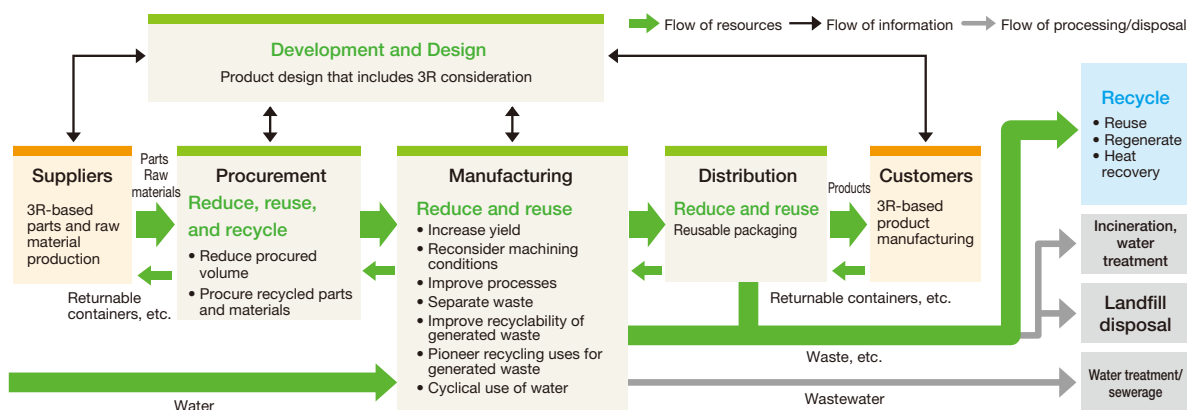 Flow of resources
Flow of information
Flow of processing/disposal
Development and Design
Product design that includes 3R consideration
Suppliers
3R-based
parts and raw
material
production
Parts
Raw
materials
Returnable
containers, etc.
Procurement
Reduce, reuse,
and recycle
• Reduce procured
volume
• Procure recycled parts
and materials
Manufacturing
Reduce and reuse
• Increase yield
• Reconsider machining
conditions
• Improve processes
• Separate waste
• Improve recyclability of
generated waste
• Pioneer recycling uses for
generated waste
• Cyclical use of water
Distribution
Reduce and reuse
Reusable packaging
Products
Customers
3R-based
product
manufacturing
Returnable containers, etc.
Recycle
• Reuse
• Regenerate
• Heat
recovery
Incineration,
water
treatment
Landfill
disposal
Waste, etc.
Water treatment/
sewerage
Water
Wastewater